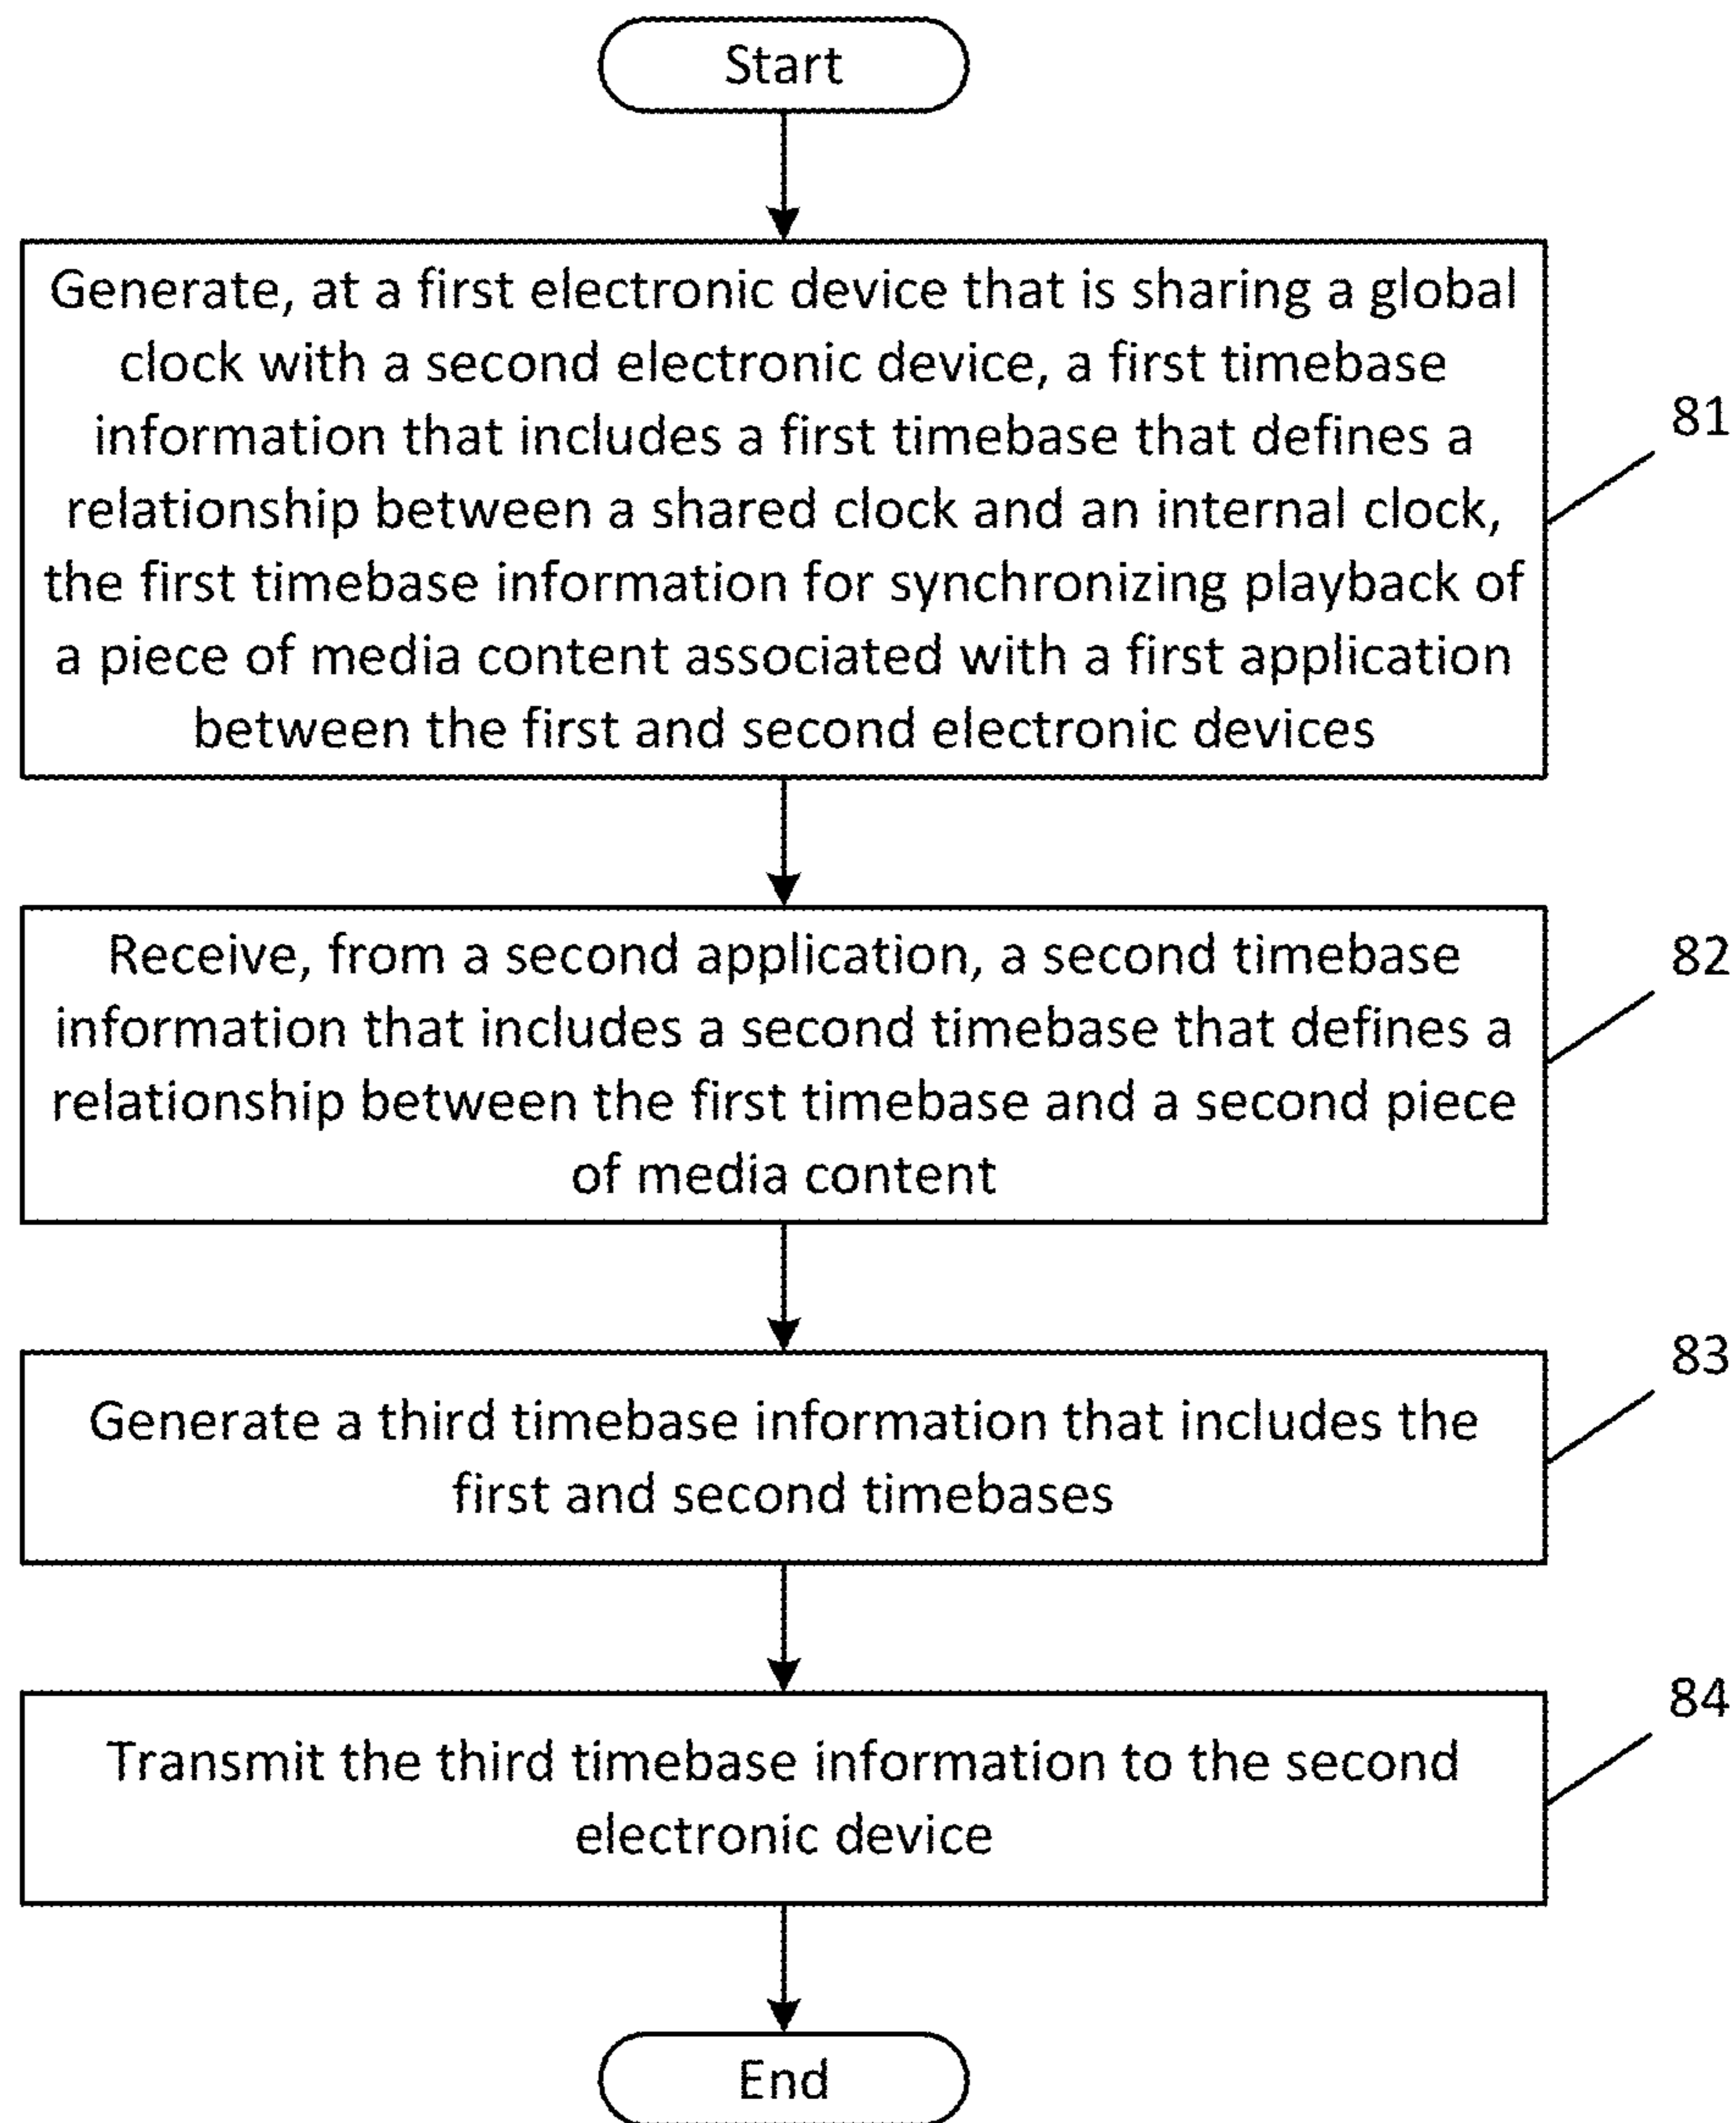 Start
Generate, at a first electronic device that is sharing a global
clock with a second electronic device, a first timebase
information that includes a first timebase that defines a
relationship between a shared clock and an internal clock,
the first timebase information for synchronizing playback of
a piece of media content associated with a first application
between the first and second electronic devices
81
Receive, from a second application, a second timebase
information that includes a second timebase that defines a
relationship between the first timebase and a second piece
of media content
82
Generate a third timebase information that includes the
first and second timebases
83
Transmit the third timebase information to the second
electronic device
84
End